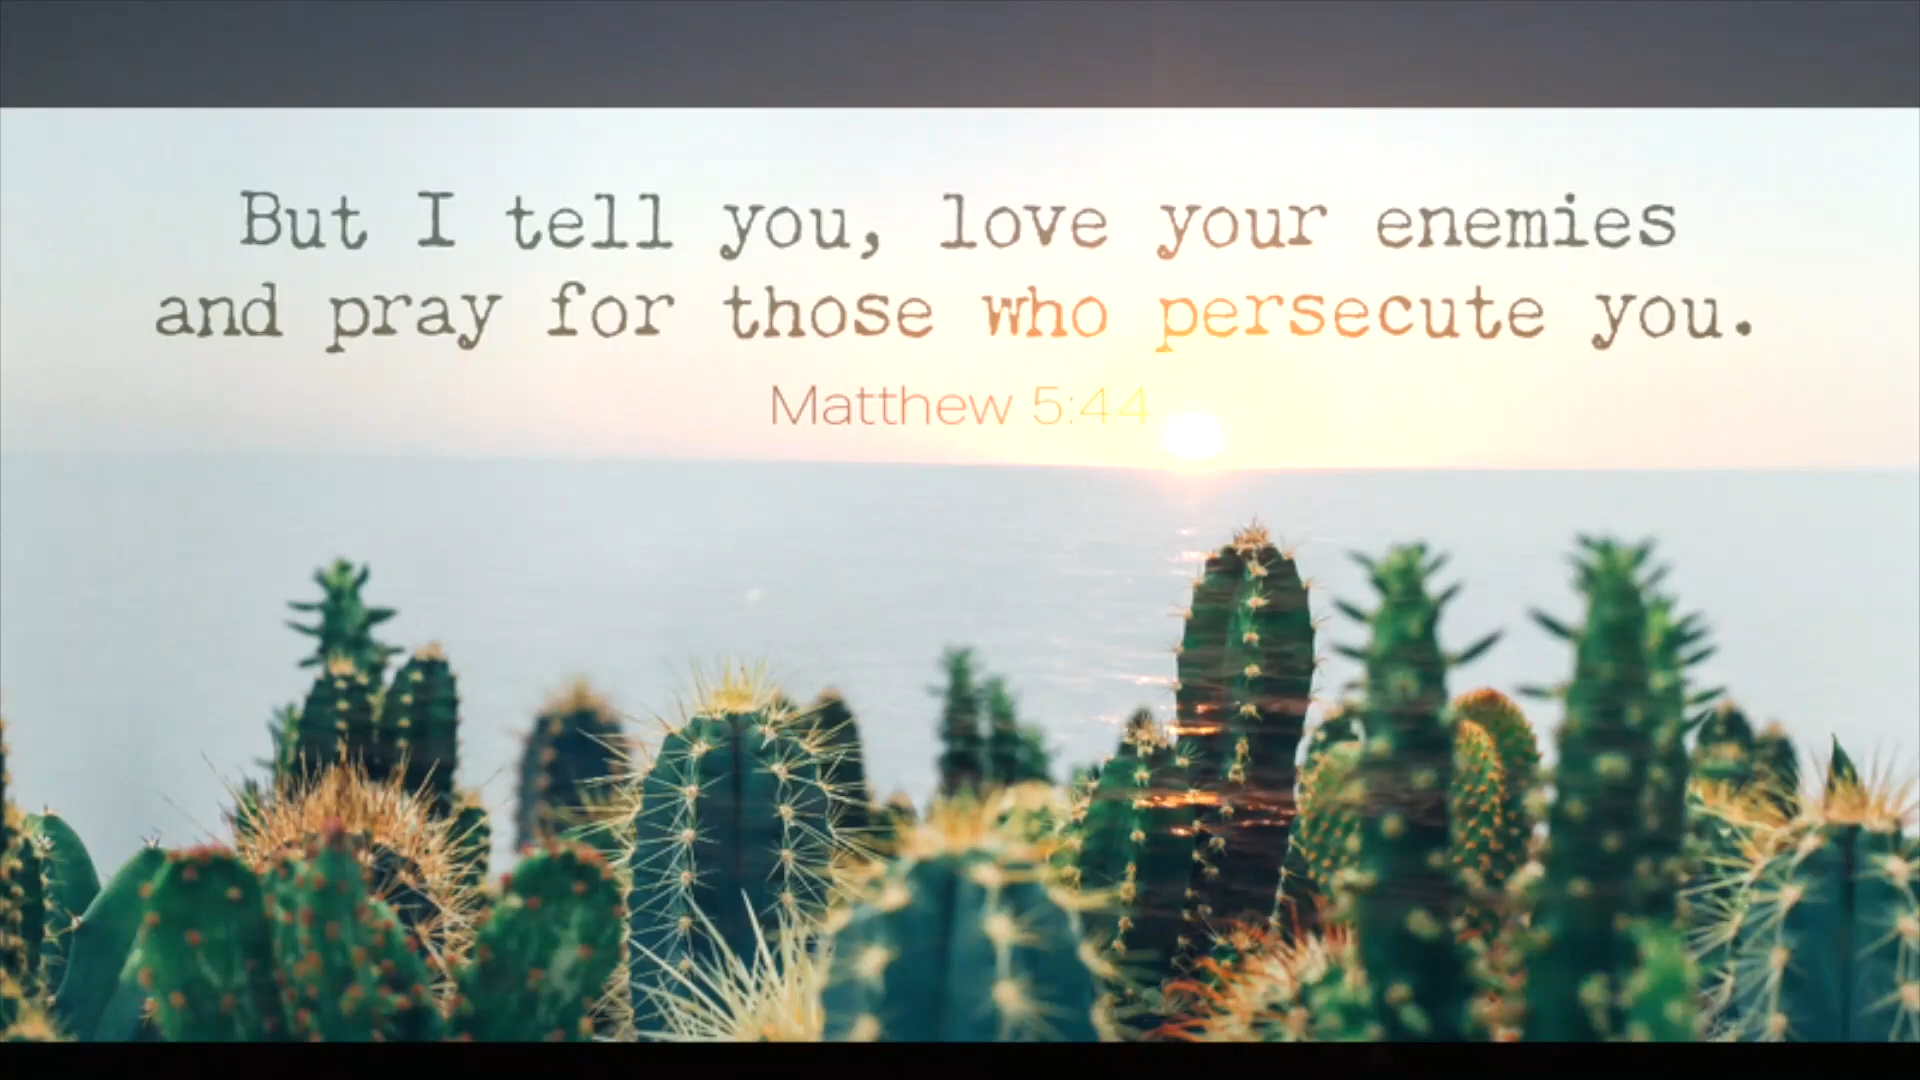 But I tell you, love your enemies
and pray for those who persecute you.
Matthew 5:44